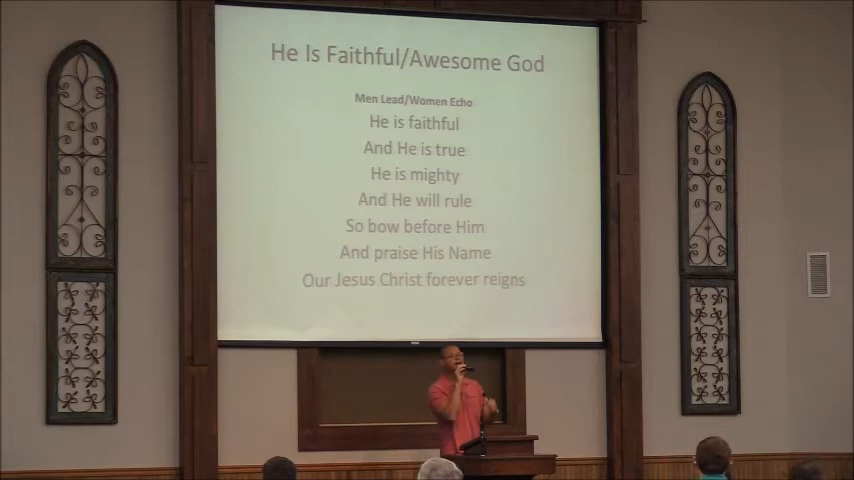 He Is Faithful/Awesome God
Men Lead/Women Echo
He is faithful
And He is true
He is mighty
And He will rule
So bow before Him
And praise His Name
Our Jesus Christ forever reigns